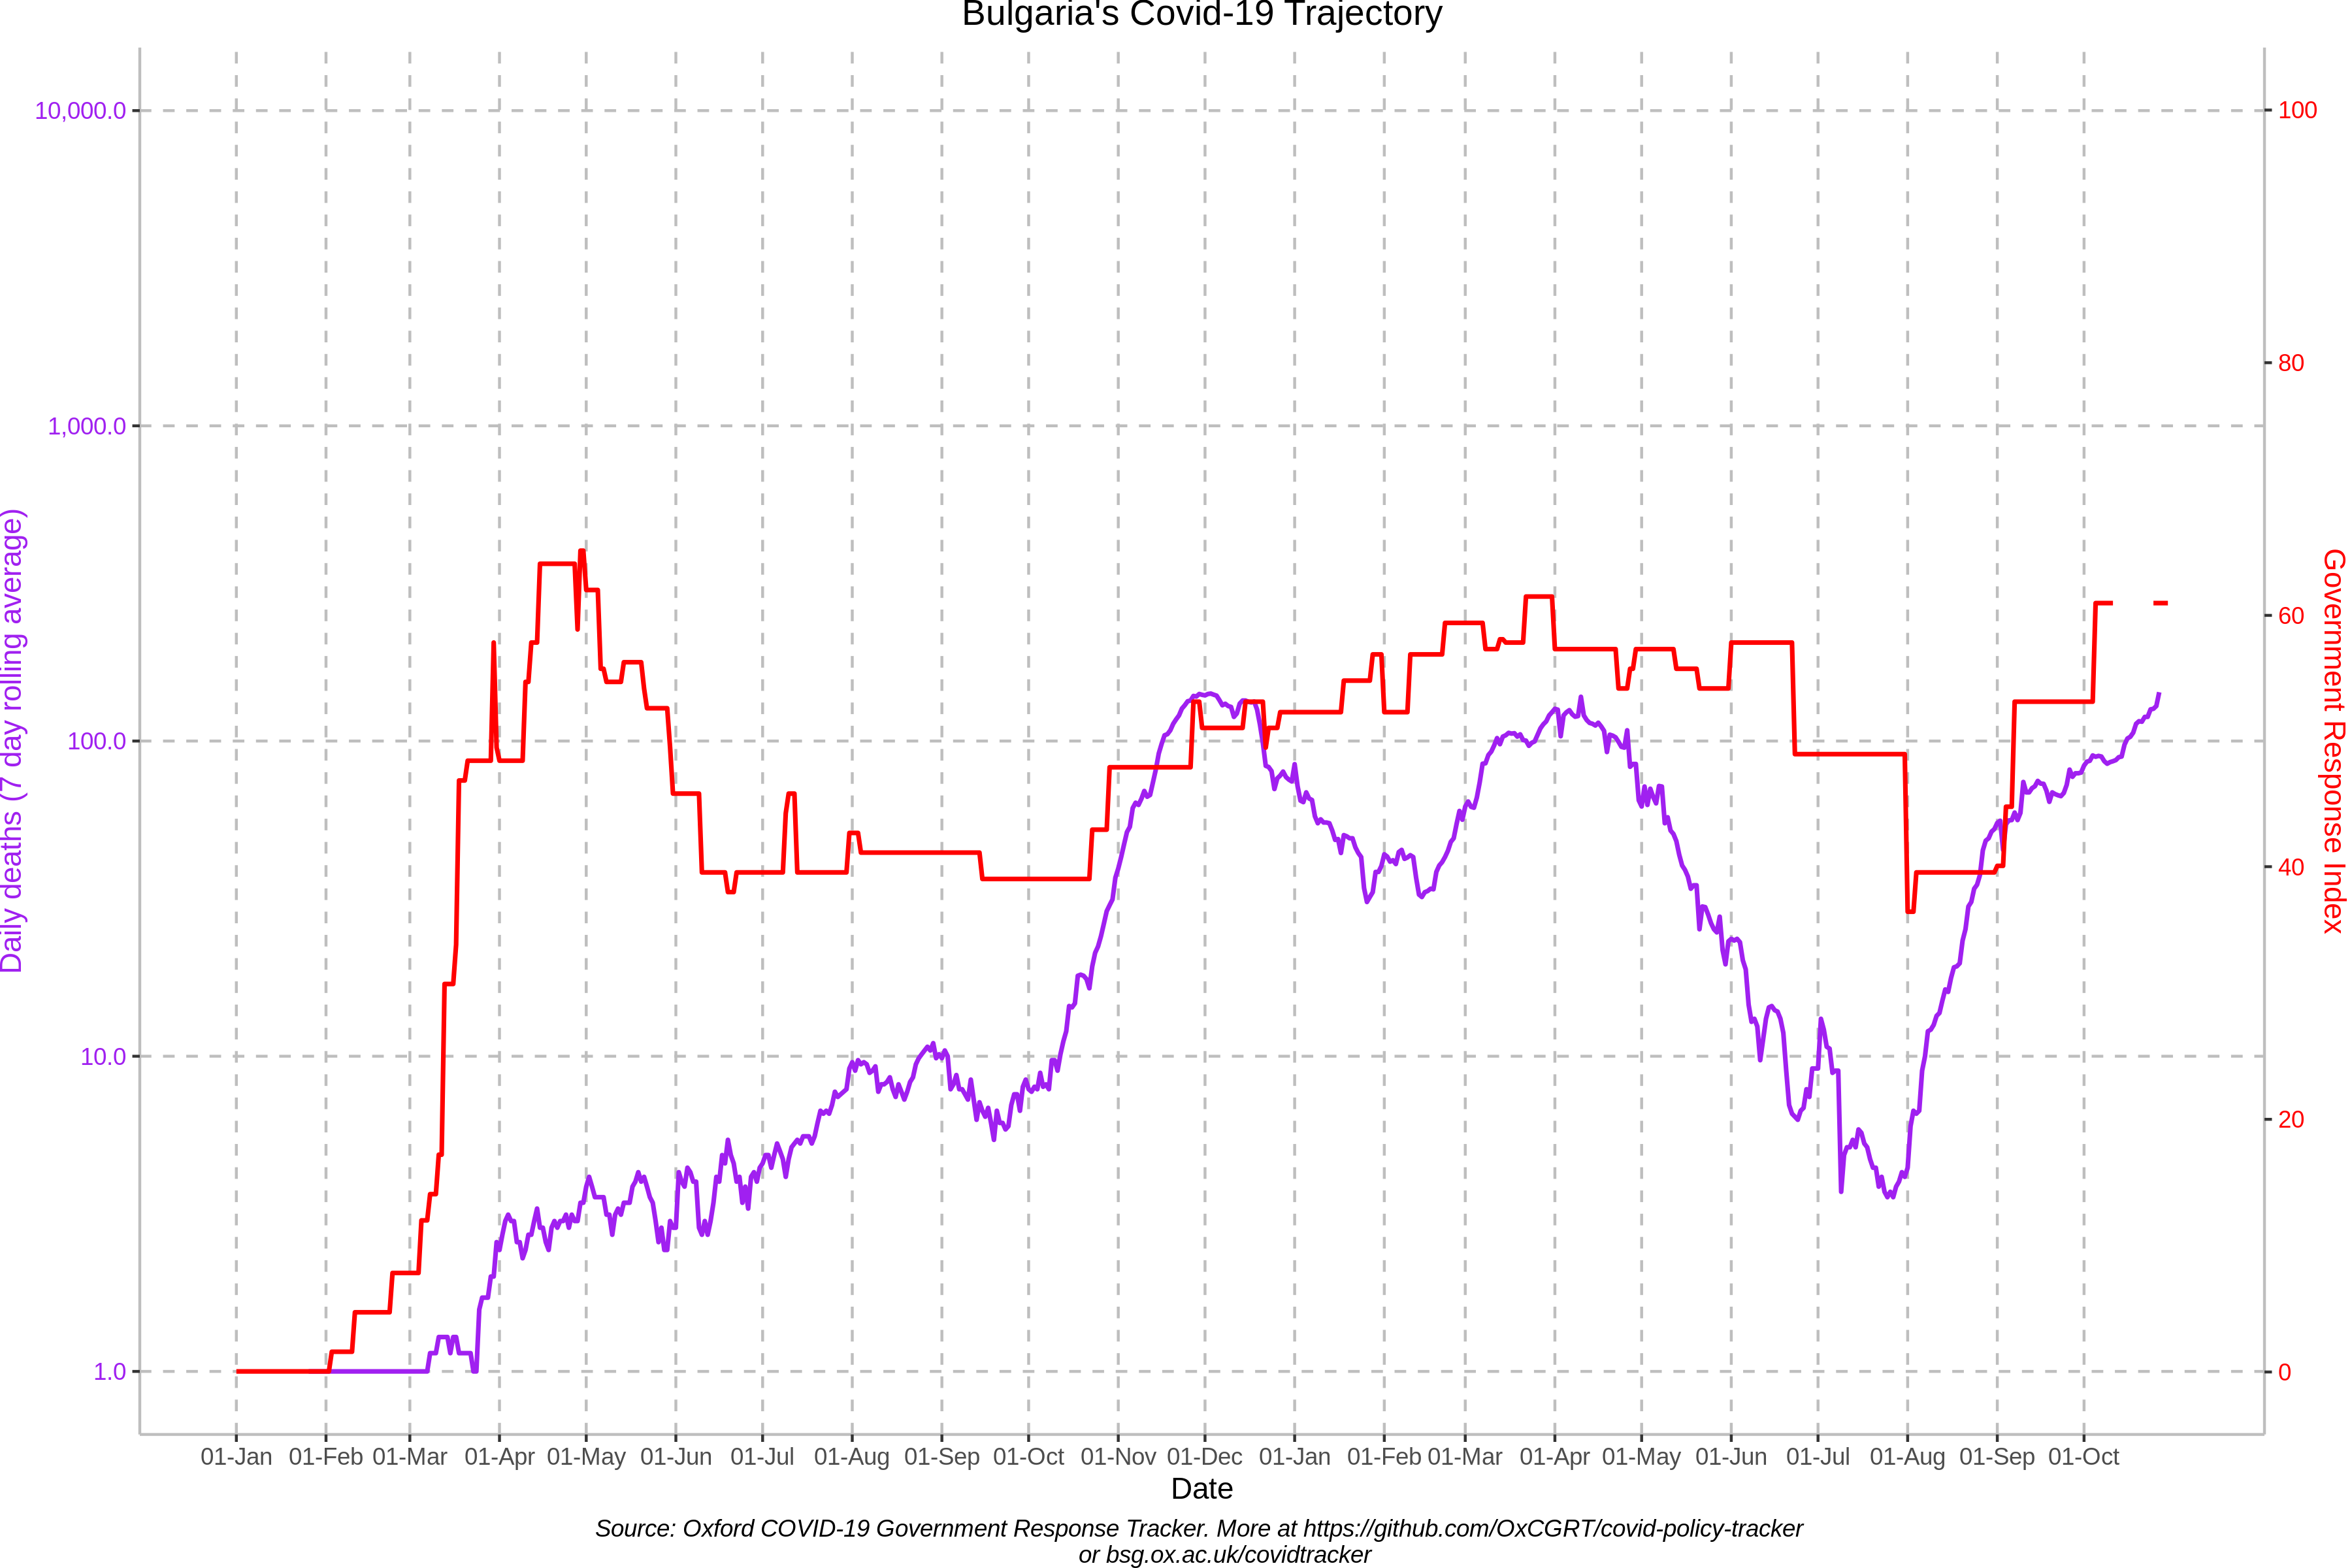 Bulgaria's Covid-19 Trajectory
10,000.0
1,000.0
100.0
10.0
1.0
Daily deaths (7 day rolling average)
100
80
60
40
20
0
Government Response Index
01-Jan 01-Feb 01-Mar 01-Apr 01-May 01-Jun 01-Jul 01-Aug 01-Sep 01-Oct 01-Nov 01-Dec 01-Jan 01-Feb 01-Mar 01-Apr 01-May 01-Jun 01-Jul 01-Aug 01-Sep 01-Oct
Date
Source: Oxford COVID-19 Government Response Tracker. More at https://github.com/OxCGRT/covid-policy-tracker
or bsg.ox.ac.uk/covidtracker